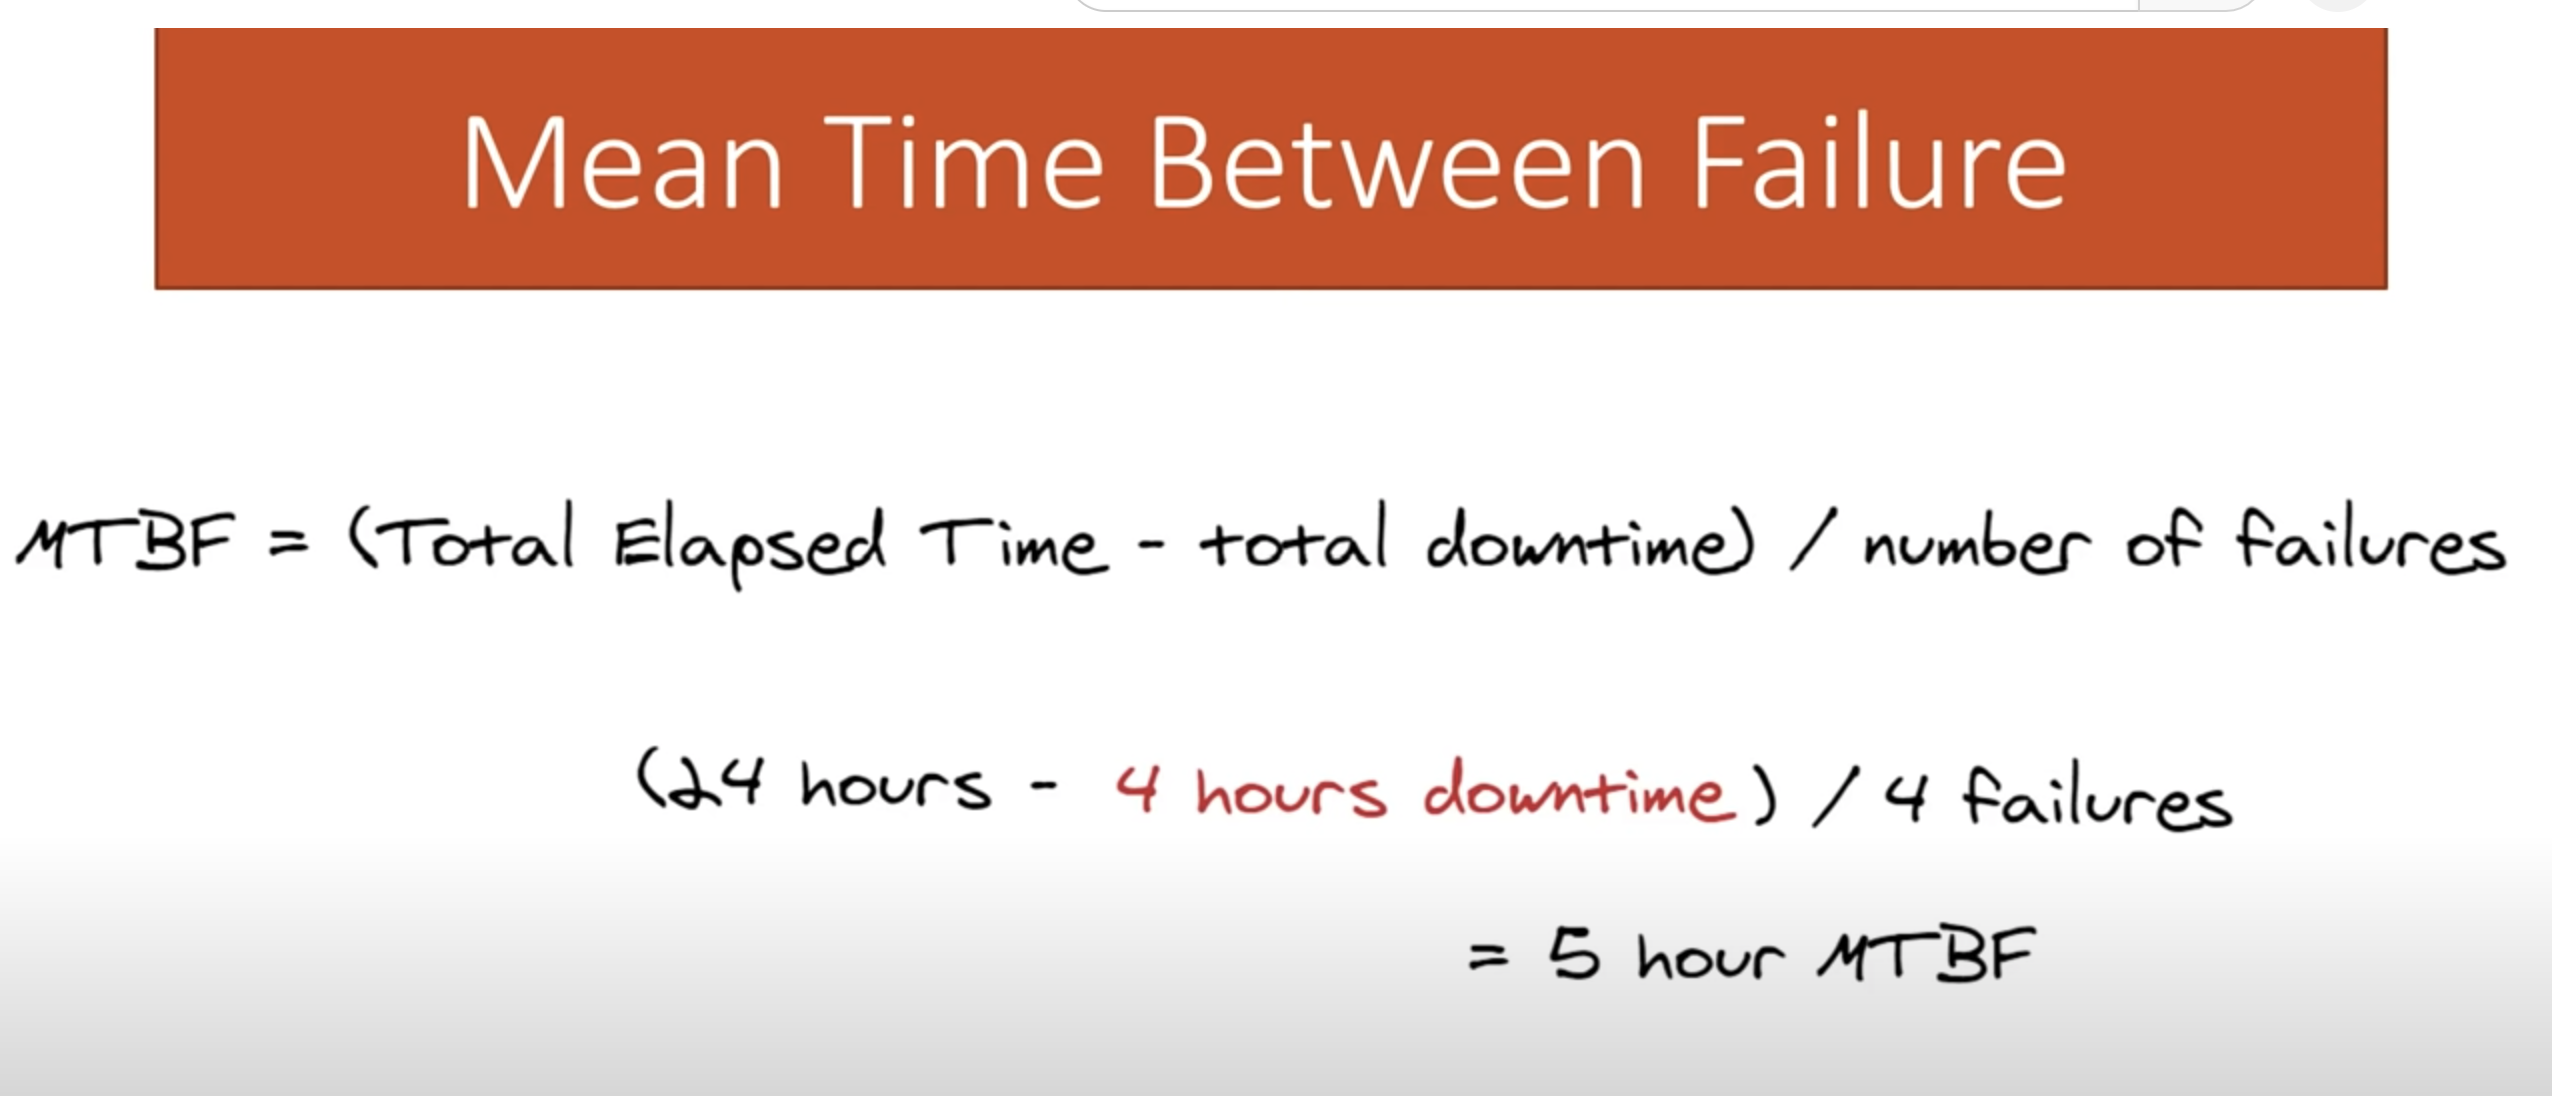 Mean Time Between Failure
MTBF = (Total Elapsed Time - total downtime) / number of failures
(24 hours - 4 hours downtime) / 4 failures
= 5 hour MTBF